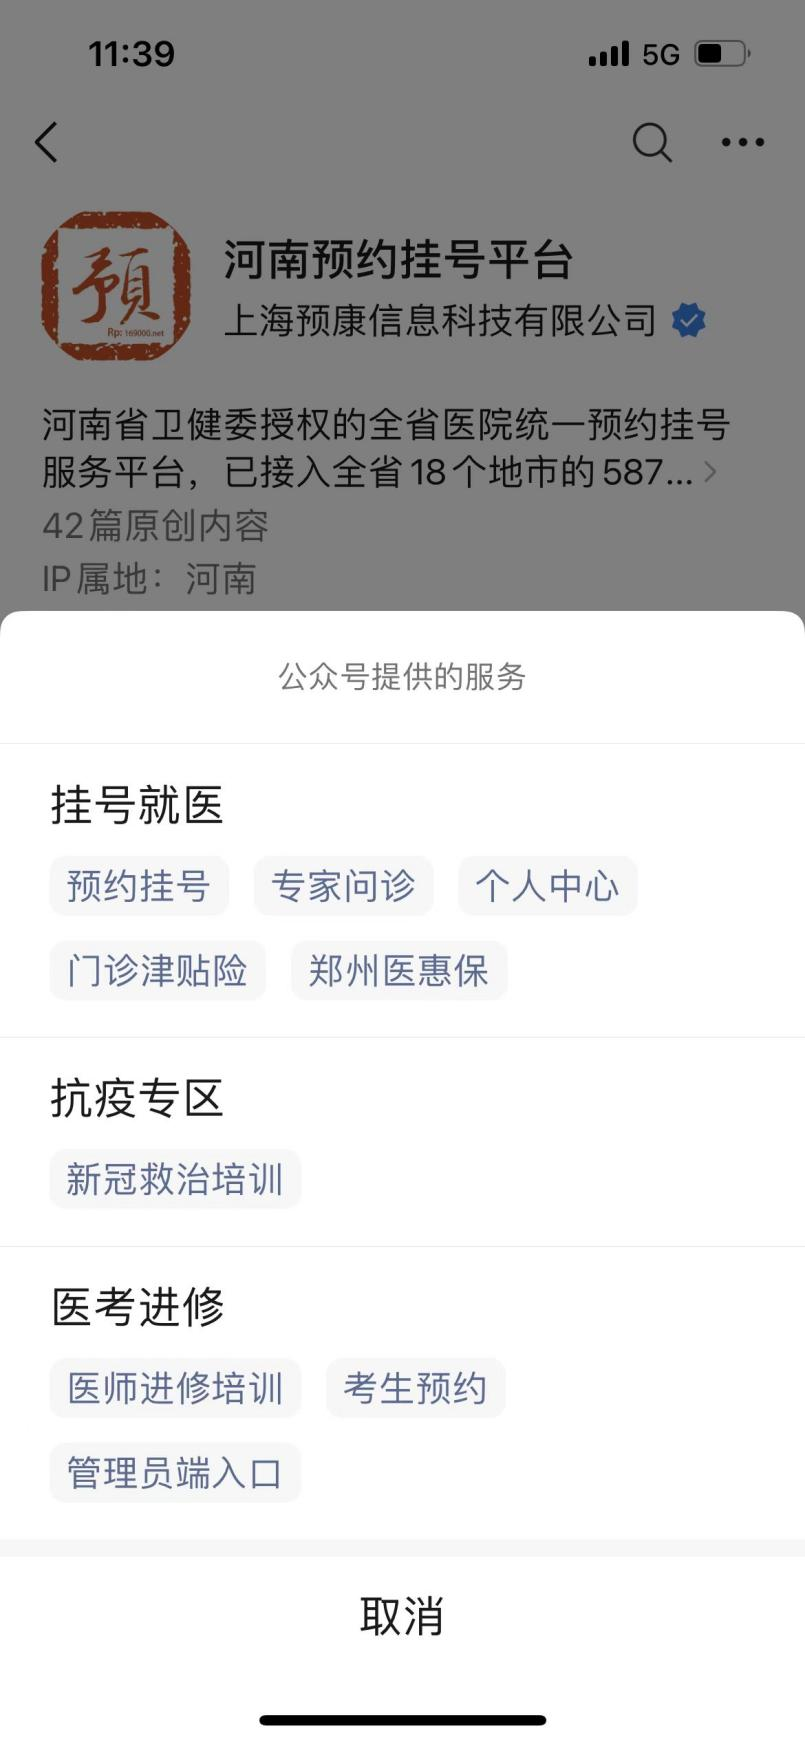 11:39
5G
預
Rp: 169000.net
河南预约挂号平台
上海预康信息科技有限公司
河南省卫健委授权的全省医院统一预约挂号
服务平台，已接入全省18个地市的587...
42篇原创内容
IP属地：河南
公众号提供的服务
挂号就医
预约挂号 专家问诊 个人中心
门诊津贴险 郑州医惠保
抗疫专区
新冠救治培训
医考进修
医师进修培训 考生预约
管理员端入口
取消